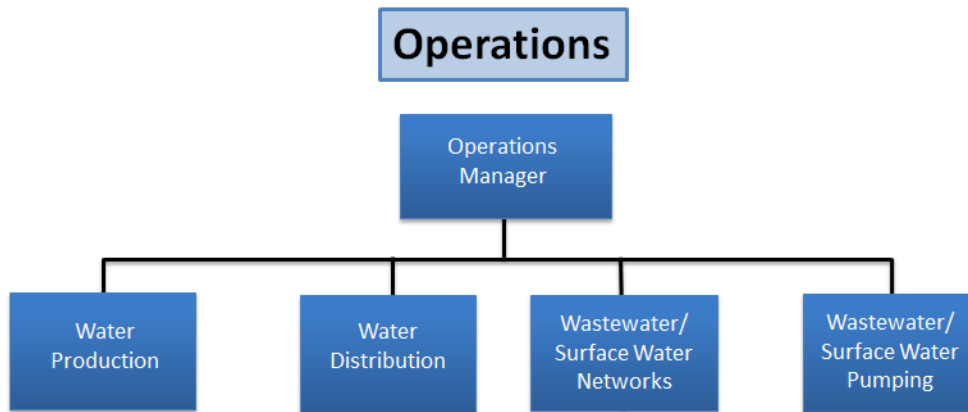 Operations
Operations
Manager
Water
Production
Water
Distribution
Wastewater/
Surface Water
Networks
Wastewater/
Surface Water
Pumping